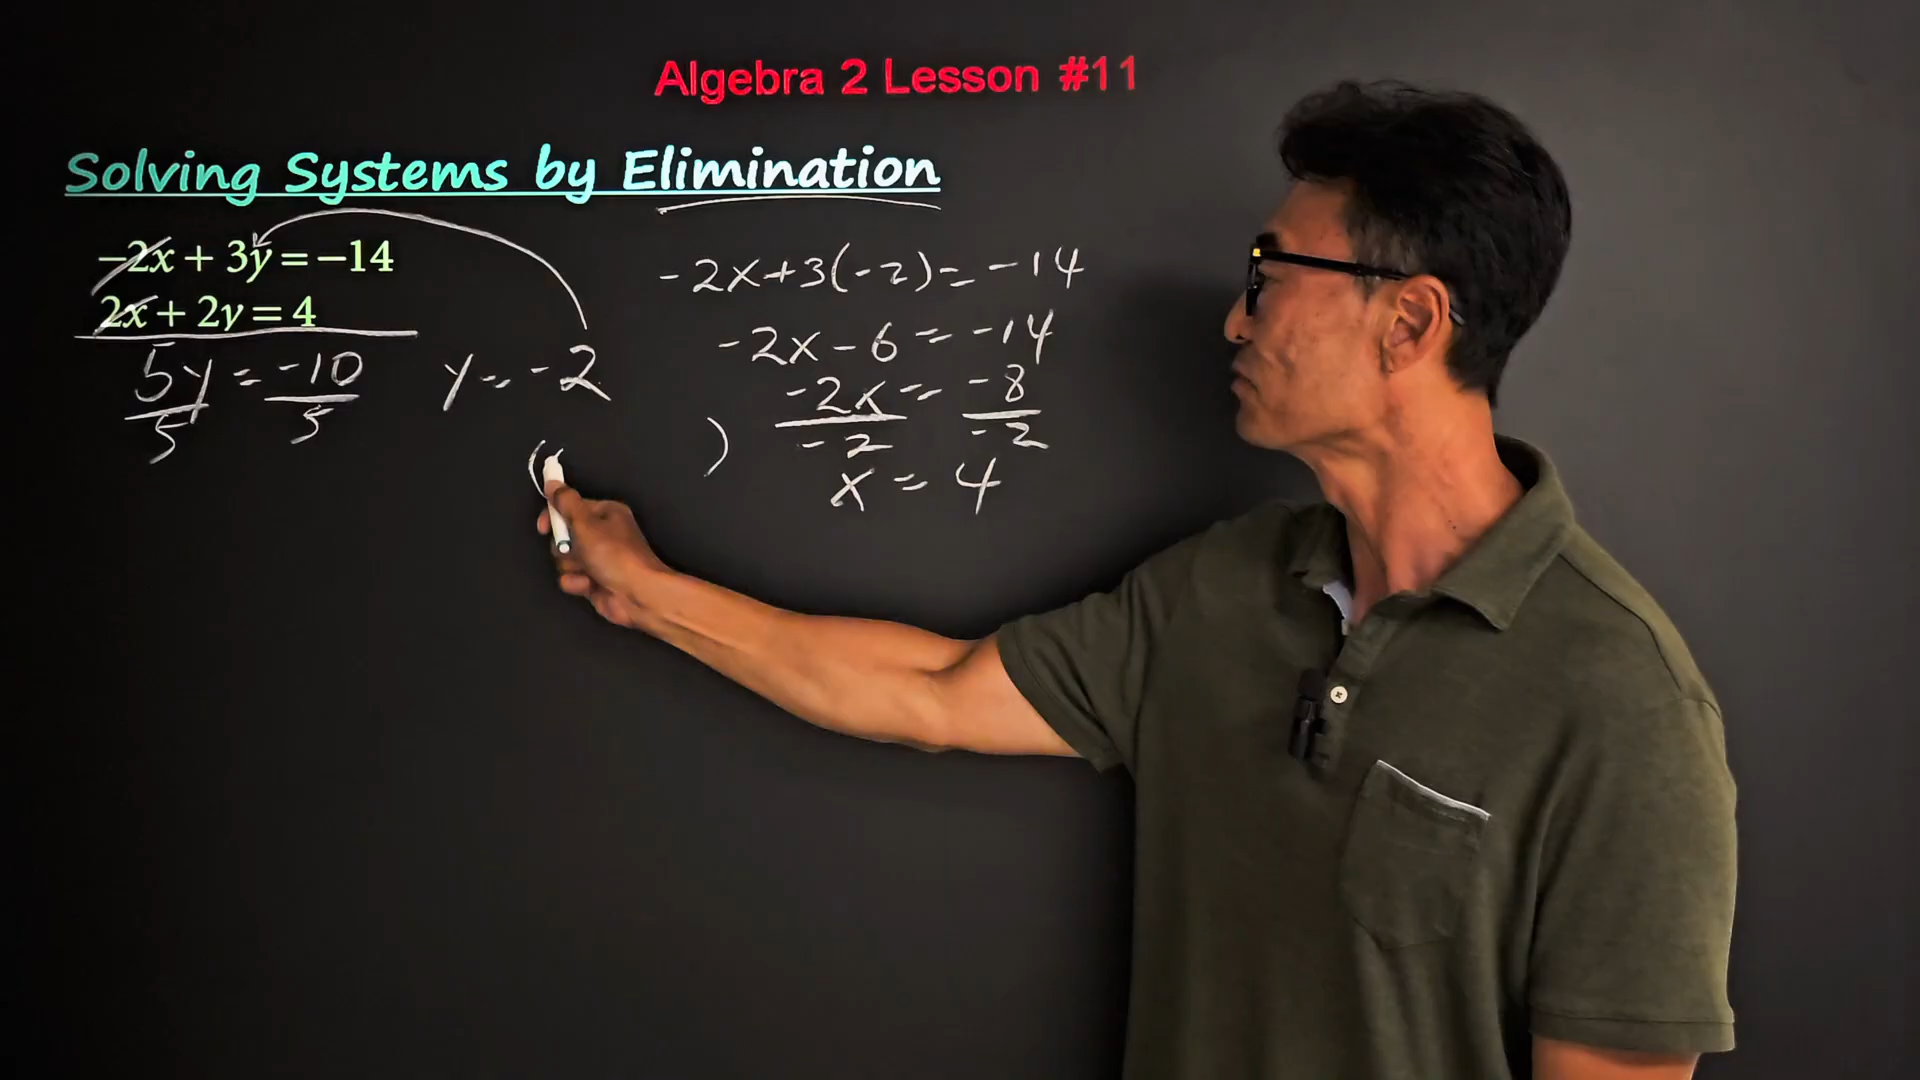 Algebra 2 Lesson #11
Solving Systems by Elimination
-2x + 3y = -14
2x + 2y = 4
5y = -10
5 5
y = -2
( )
-2x+3(-2)= -14
-2x - 6 = -14
-2x = -8
-2 -2
x = 4